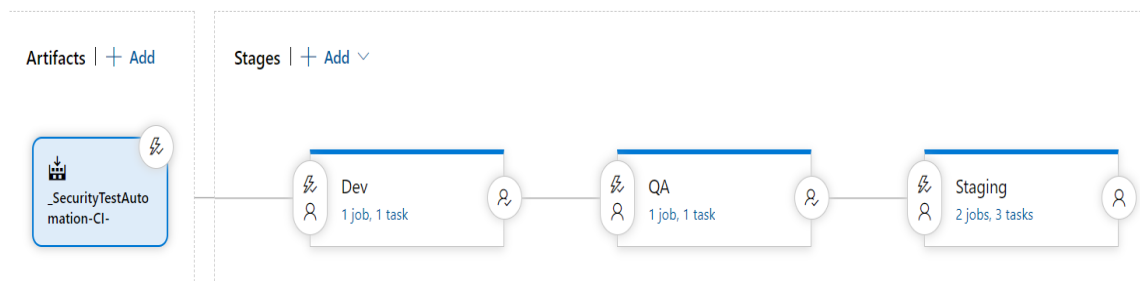 Artifacts | + Add
Stages | + Add
_SecurityTestAuto
mation-CI-
Dev
1 job, 1 task
QA
1 job, 1 task
Staging
2 jobs, 3 tasks